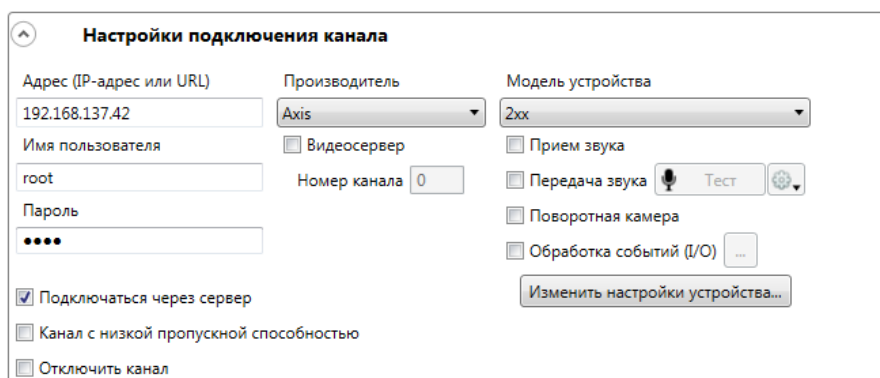 Настройки подключения канала
Адрес (IP-адрес или URL) Производитель Модель устройства
192.168.137.42 Axis 2xx
Имя пользователя Видеосервер Прием звука
root Номер канала 0 Передача звука Тест
Пароль Поворотная камера
•••• Обработка событий (I/O) ...
Подключаться через сервер Изменить настройки устройства...
Канал с низкой пропускной способностью
Отключить канал